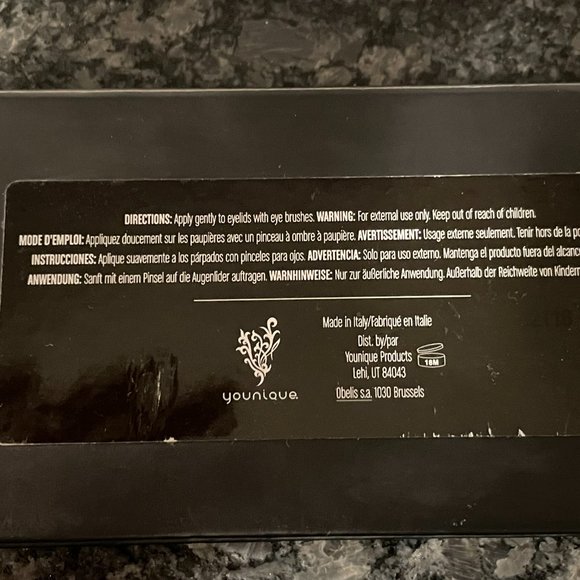 DIRECTIONS: Apply gently to eyelids with eye brushes. WARNING: For external use only. Keep out of reach of children.
MODE D'EMPLOI: Appliquez doucement sur les paupières avec un pinceau à ombre à paupière. AVERTISSEMENT: Usage externe seulement. Tenir hors de la po
INSTRUCCIONES: Aplique suavemente a los párpados con pinceles para ojos. ADVERTENCIA: Solo para uso externo. Mantenga el producto fuera del alcanc
ANWENDUNG: Sanft mit einem Pinsel auf die Augenlider auftragen. WARNHINWEISE: Nur zur äußerliche Anwendung. Außerhalb der Reichweite von Kindern
Made in Italy/Fabriqué en Italie
Dist. by/par
Younique Products
Lehi, UT 84043
18M
Obelis s.a. 1030 Brussels
younique